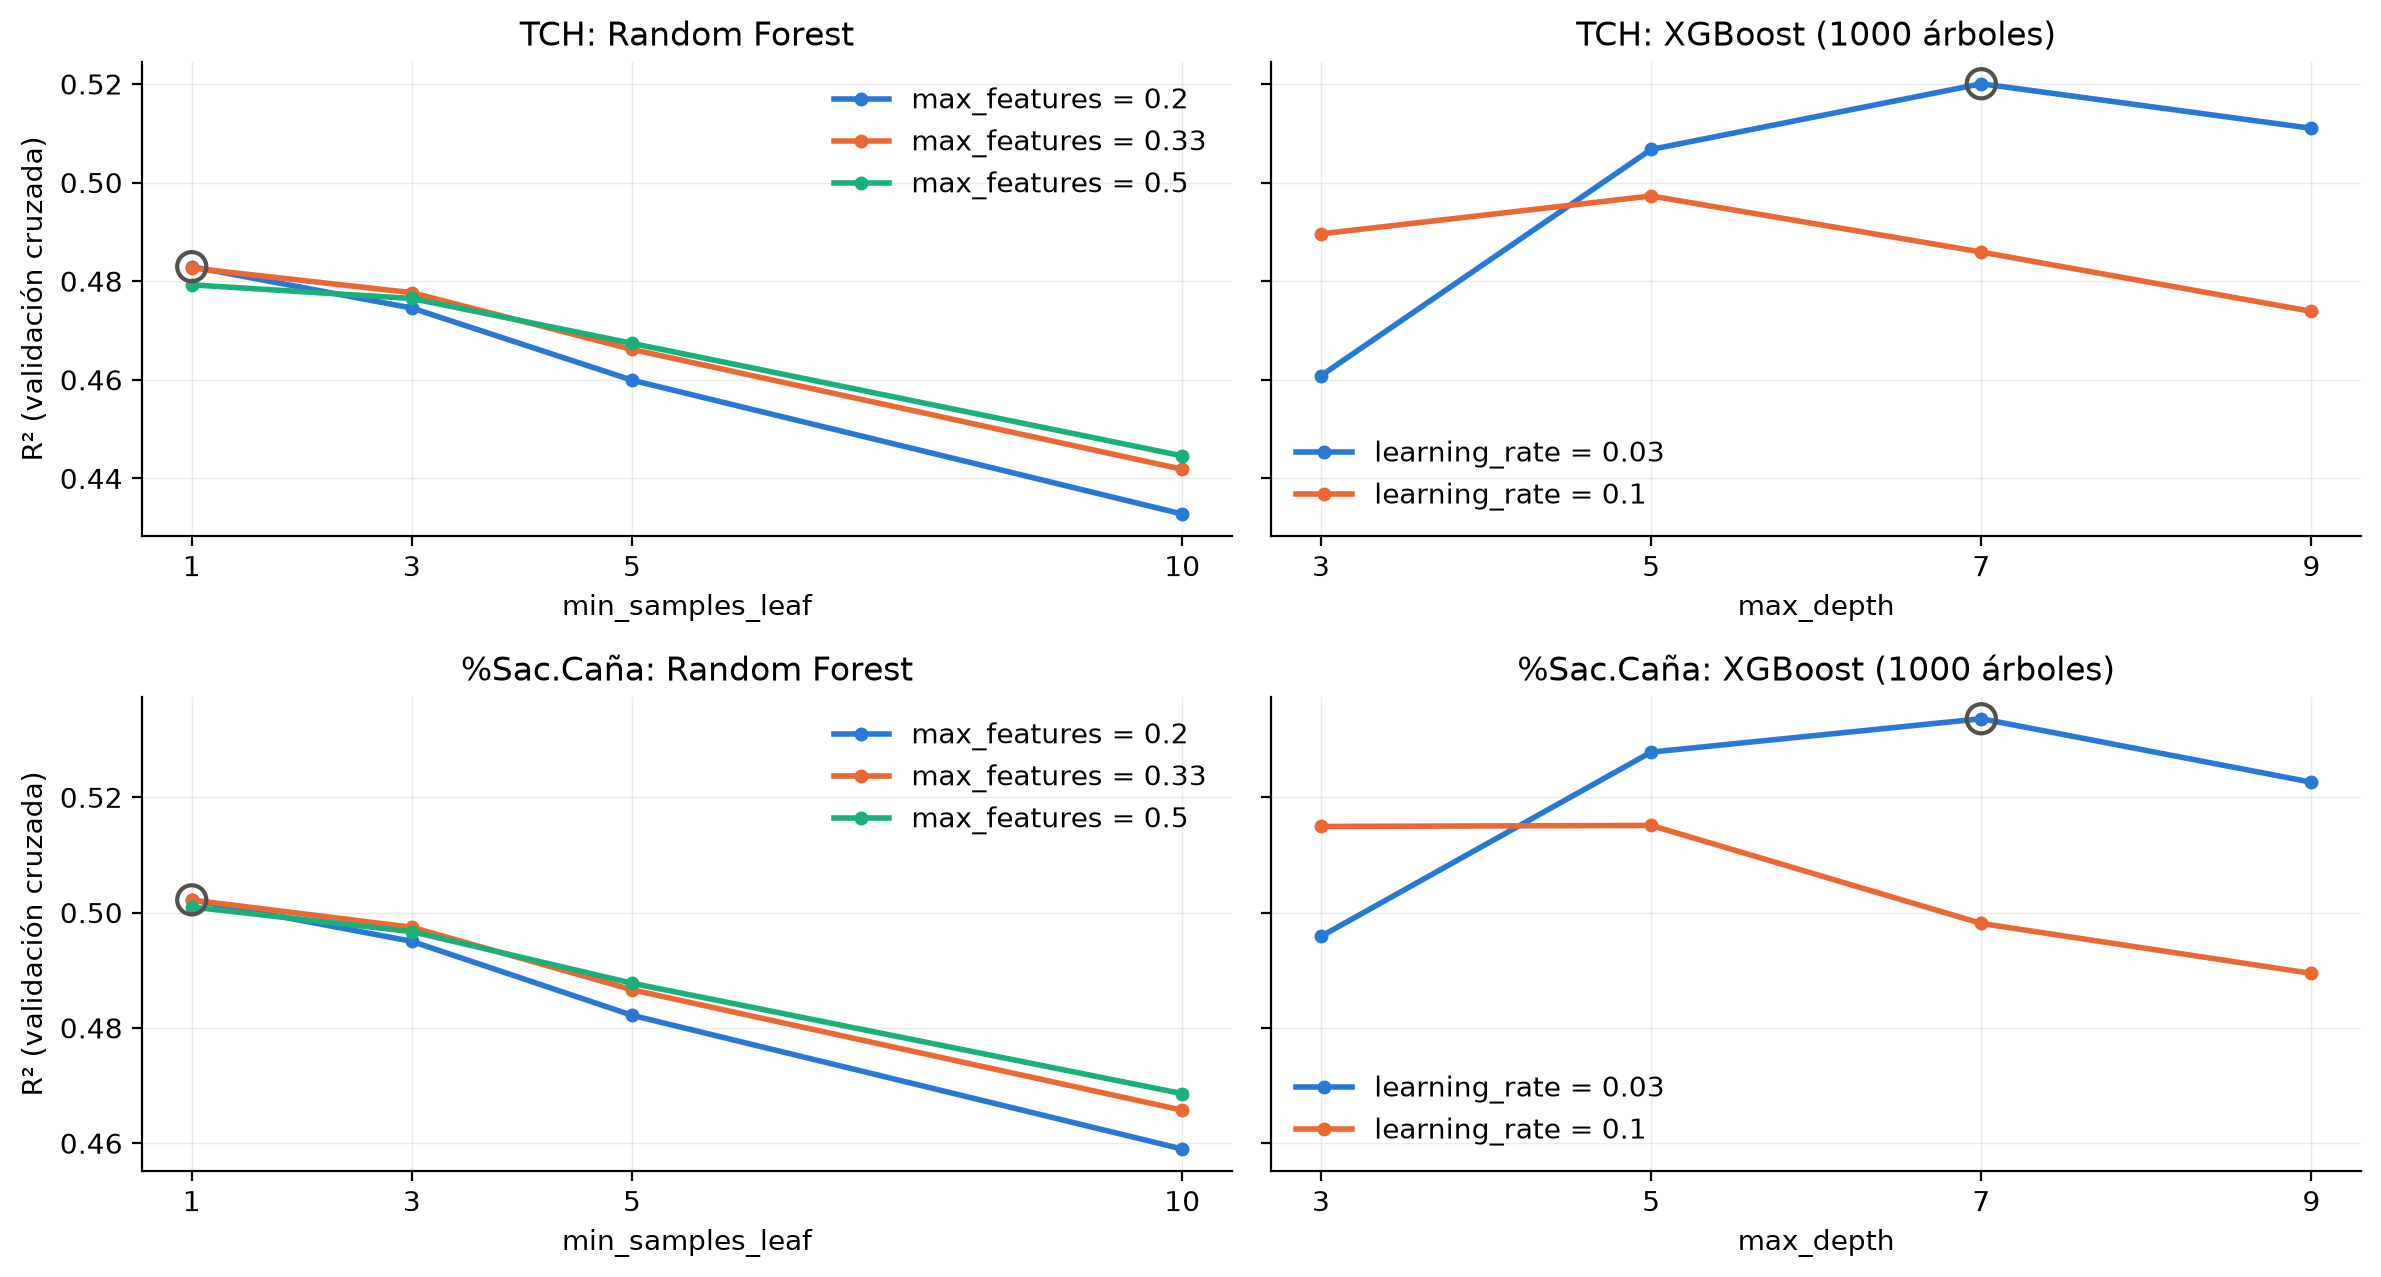 TCH: Random Forest
R² (validación cruzada)
0.52
0.50
0.48
0.46
0.44
max_features = 0.2
max_features = 0.33
max_features = 0.5
1 3 5 10
min_samples_leaf
TCH: XGBoost (1000 árboles)
learning_rate = 0.03
learning_rate = 0.1
3 5 7 9
max_depth
%Sac.Caña: Random Forest
R² (validación cruzada)
0.52
0.50
0.48
0.46
max_features = 0.2
max_features = 0.33
max_features = 0.5
1 3 5 10
min_samples_leaf
%Sac.Caña: XGBoost (1000 árboles)
learning_rate = 0.03
learning_rate = 0.1
3 5 7 9
max_depth